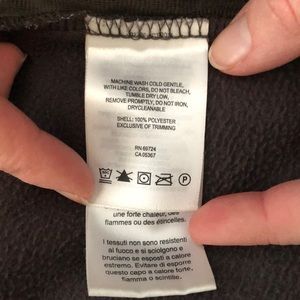 MACHINE WASH COLD GENTLE,
WITH LIKE COLORS, DO NOT BLEACH,
TUMBLE DRY LOW.
REMOVE PROMPTLY, DO NOT IRON,
DRYCLEANABLE
SHELL: 100% POLYESTER
EXCLUSIVE OF TRIMMING
RN 69724
CA 05367
P
une forte chaleur, des
flammes ou des étincelles.
I tessuti non sono resistenti
al fuoco e si sciolgono e
bruciano se esposti a calore
estremo. Evitare di esporre
questo capo a calore forte,
fiamma o scintille.